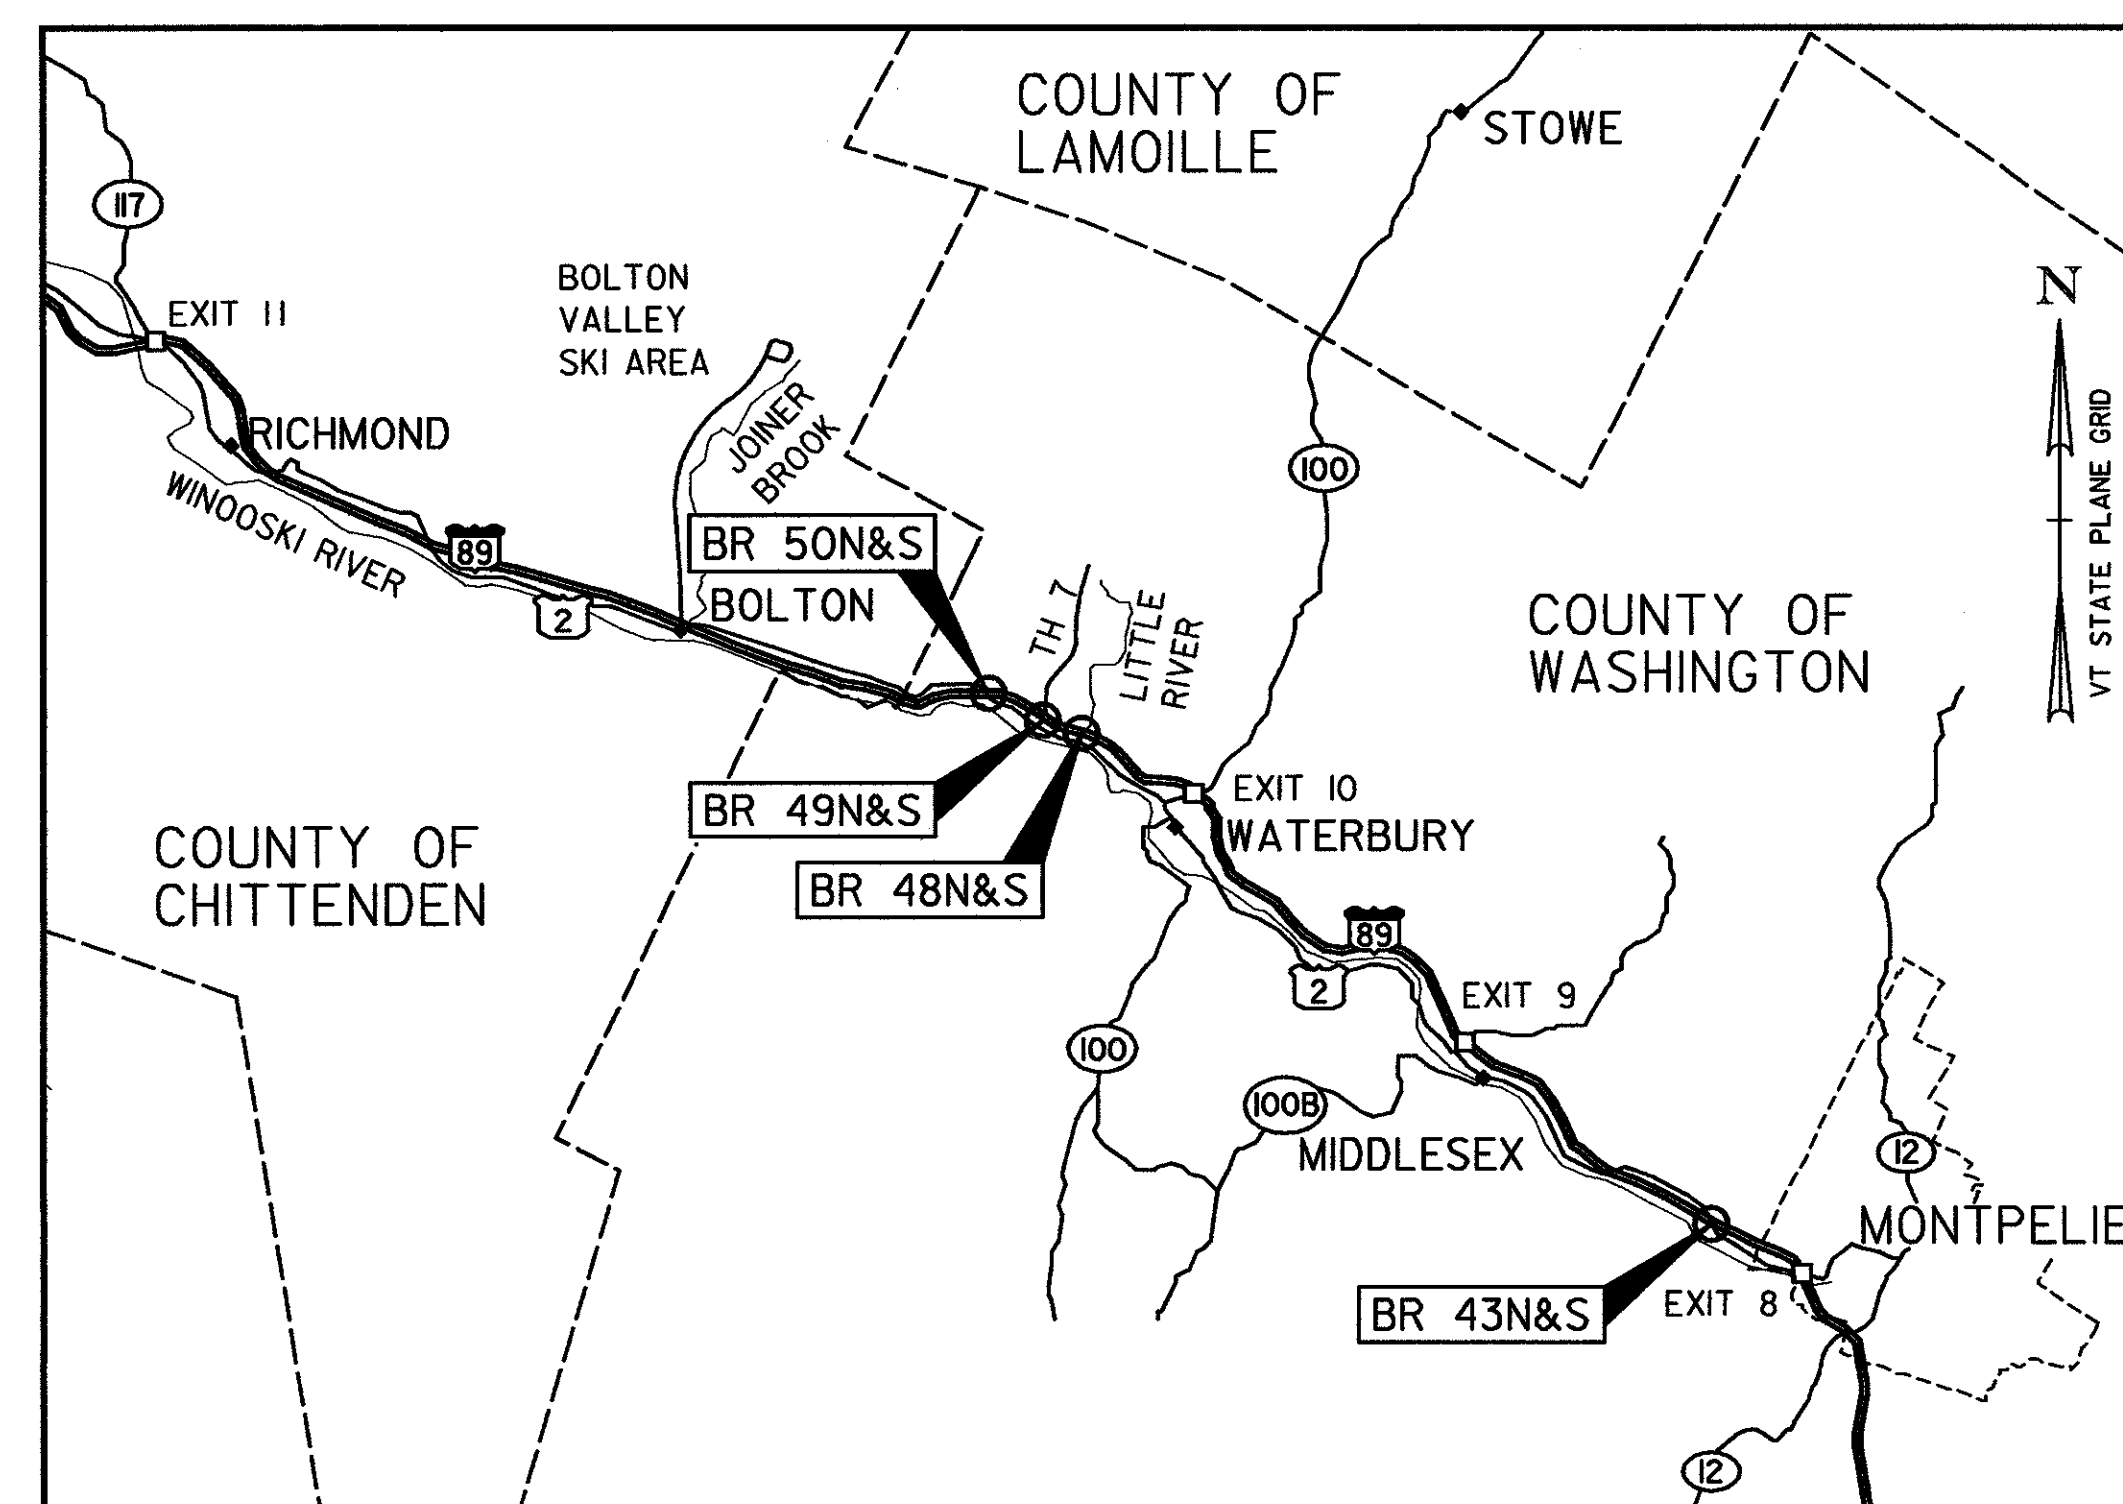 COUNTY OF
LAMOILLE
STOWE
117
EXIT 11
BOLTON
VALLEY
SKI AREA
N
VT STATE PLANE GRID
JOINER
BROOK
RICHMOND
100
WINOOSKI RIVER
89
BR 50N&S
2
BOLTON
TH 7
LITTLE
RIVER
COUNTY OF
WASHINGTON
BR 49N&S
EXIT 10
WATERBURY
COUNTY OF
CHITTENDEN
BR 48N&S
89
2
EXIT 9
100
100B
MIDDLESEX
12
MONTPELIE
BR 43N&S
EXIT 8
12